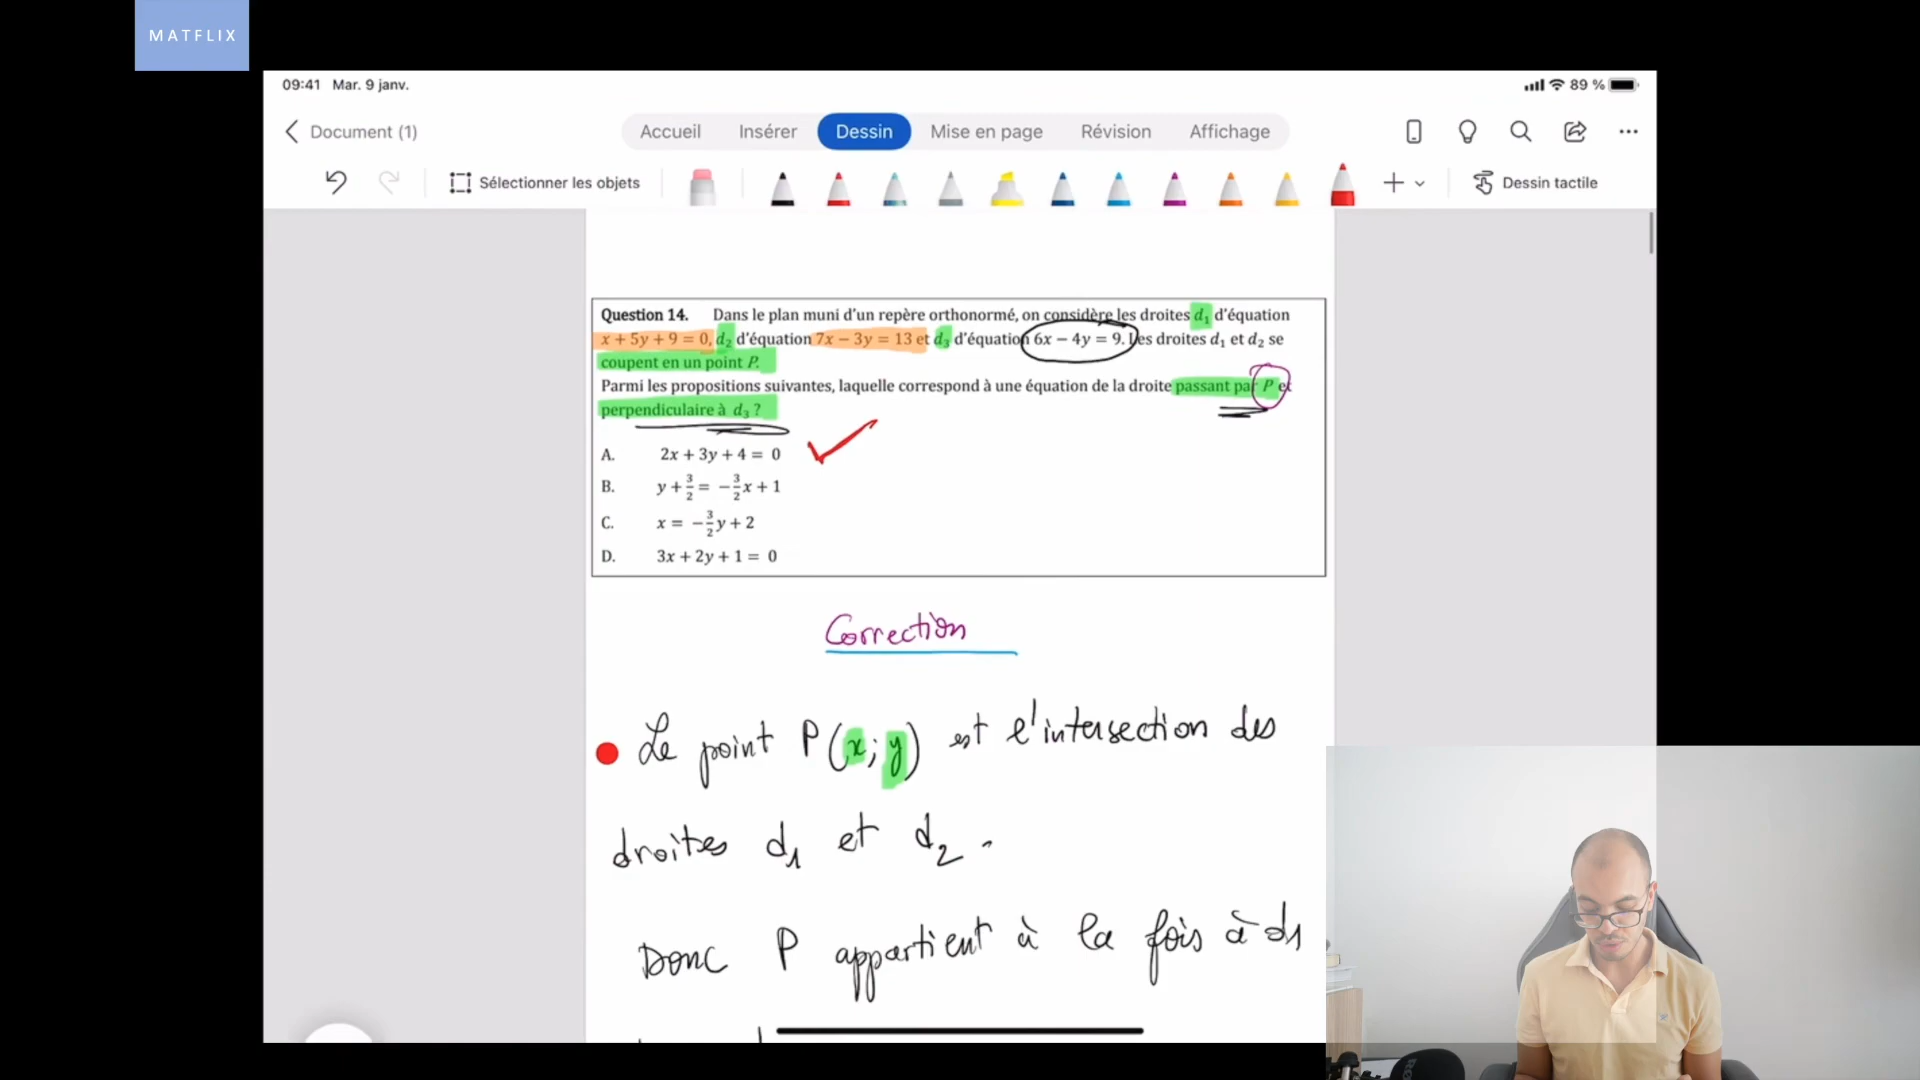 MATFLIX
09:41 Mar. 9 janv.
89 %
Document (1)
Accueil Insérer Dessin Mise en page Révision Affichage
Sélectionner les objets
Dessin tactile
Question 14. Dans le plan muni d'un repère orthonormé, on considère les droites d₁ d'équation
x + 5y + 9 = 0, d₂ d'équation 7x − 3y = 13 et d₃ d'équation 6x − 4y = 9. Les droites d₁ et d₂ se
coupent en un point P.
Parmi les propositions suivantes, laquelle correspond à une équation de la droite passant par P et
perpendiculaire à d₃ ?
A. 2x + 3y + 4 = 0
B. y + 3/2 = −3/2 x + 1
C. x = −3/2 y + 2
D. 3x + 2y + 1 = 0
Correction
Le point P(x; y) est l'intersection des
droites d1 et d2.
Donc P appartient à la fois à d1